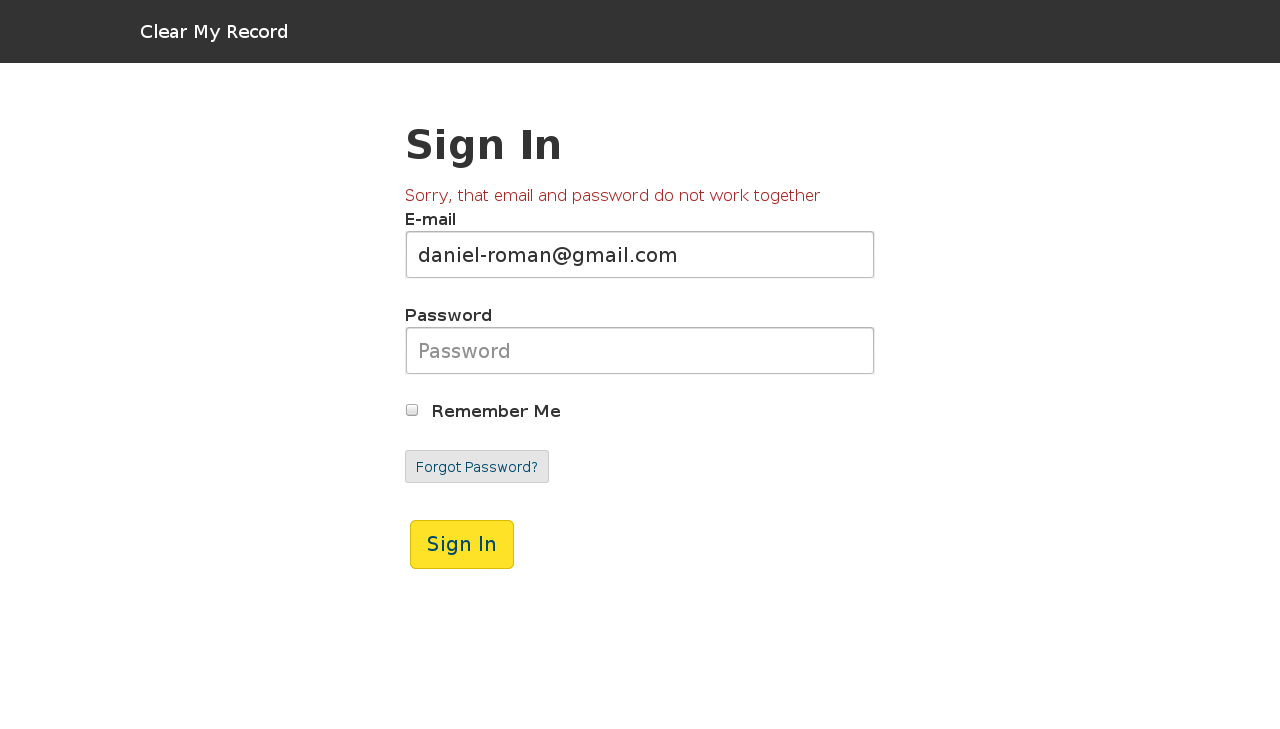 Clear My Record
Sign In
Sorry, that email and password do not work together
E-mail
daniel-roman@gmail.com
Password
Password
Remember Me
Forgot Password?
Sign In